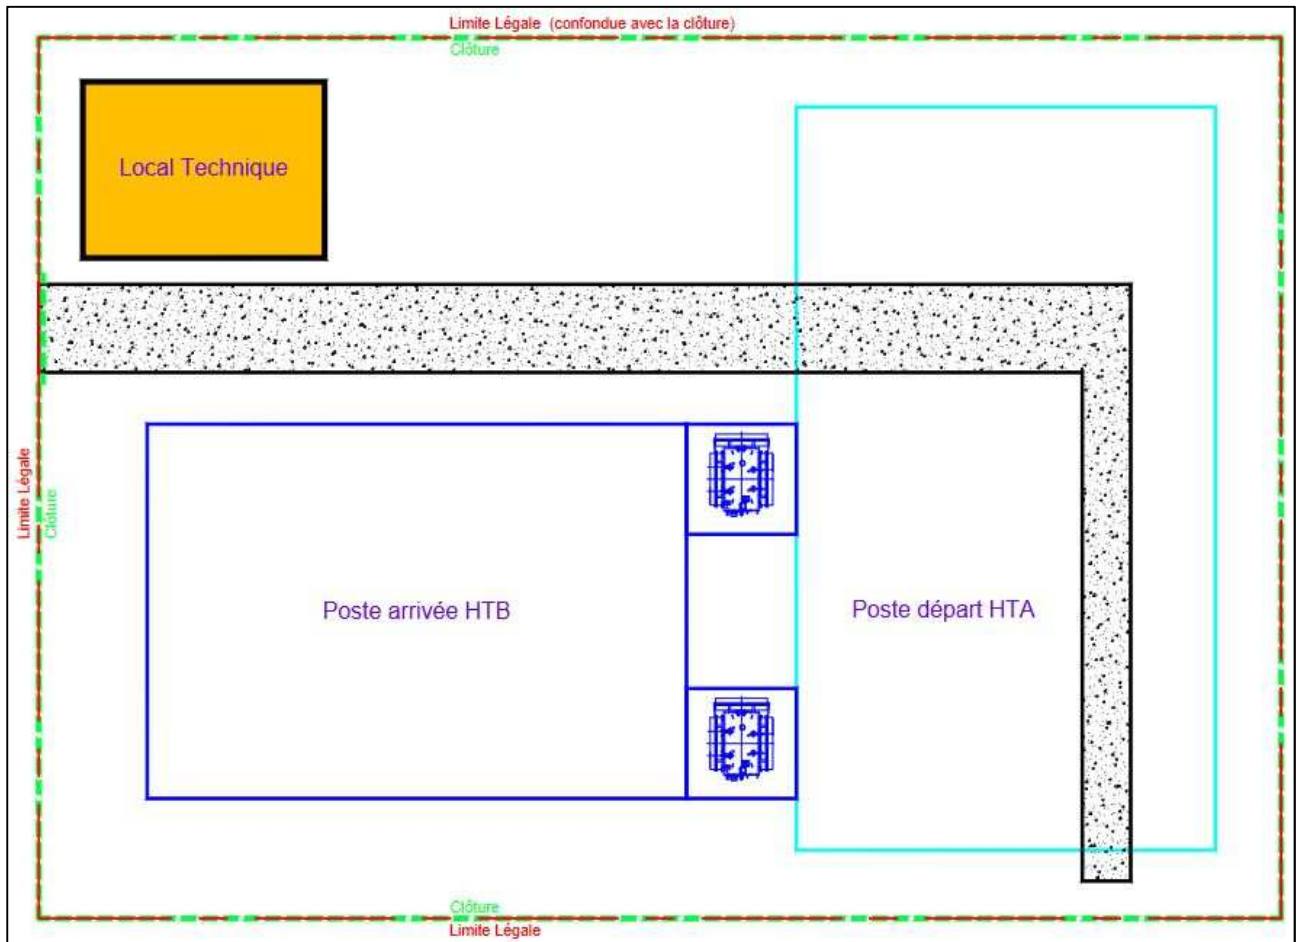 Limite Légale  (confondue avec la clôture)
Clôture
Local Technique
Limite Légale
Clôture
Poste arrivée HTB
Poste départ HTA
Clôture
Limite Légale